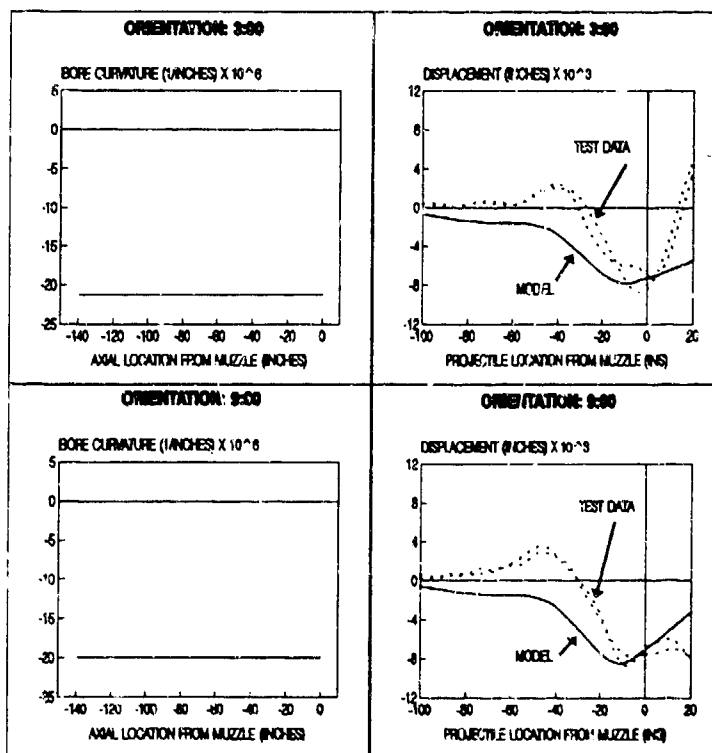 ORIENTATION: 3:00
BORE CURVATURE (1/INCHES) X 10^6
5
0
-5
-10
-15
-20
-25
-140 -120 -100 -80 -60 -40 -20 0
AXIAL LOCATION FROM MUZZLE (INCHES)
ORIENTATION: 3:00
DISPLACEMENT (INCHES) X 10^3
12
8
4
0
-4
-8
-12
TEST DATA
MODEL
-100 -80 -60 -40 -20 0 20
PROJECTILE LOCATION FROM MUZZLE (INS)
ORIENTATION: 9:00
BORE CURVATURE (1/INCHES) X 10^6
5
0
-5
-10
-15
-20
-25
-140 -120 -100 -80 -60 -40 -20 0
AXIAL LOCATION FROM MUZZLE (INCHES)
ORIENTATION: 9:00
DISPLACEMENT (INCHES) X 10^3
12
8
4
0
-4
-8
-12
TEST DATA
MODEL
-100 -80 -60 -40 -20 0 20
PROJECTILE LOCATION FROM MUZZLE (INS)